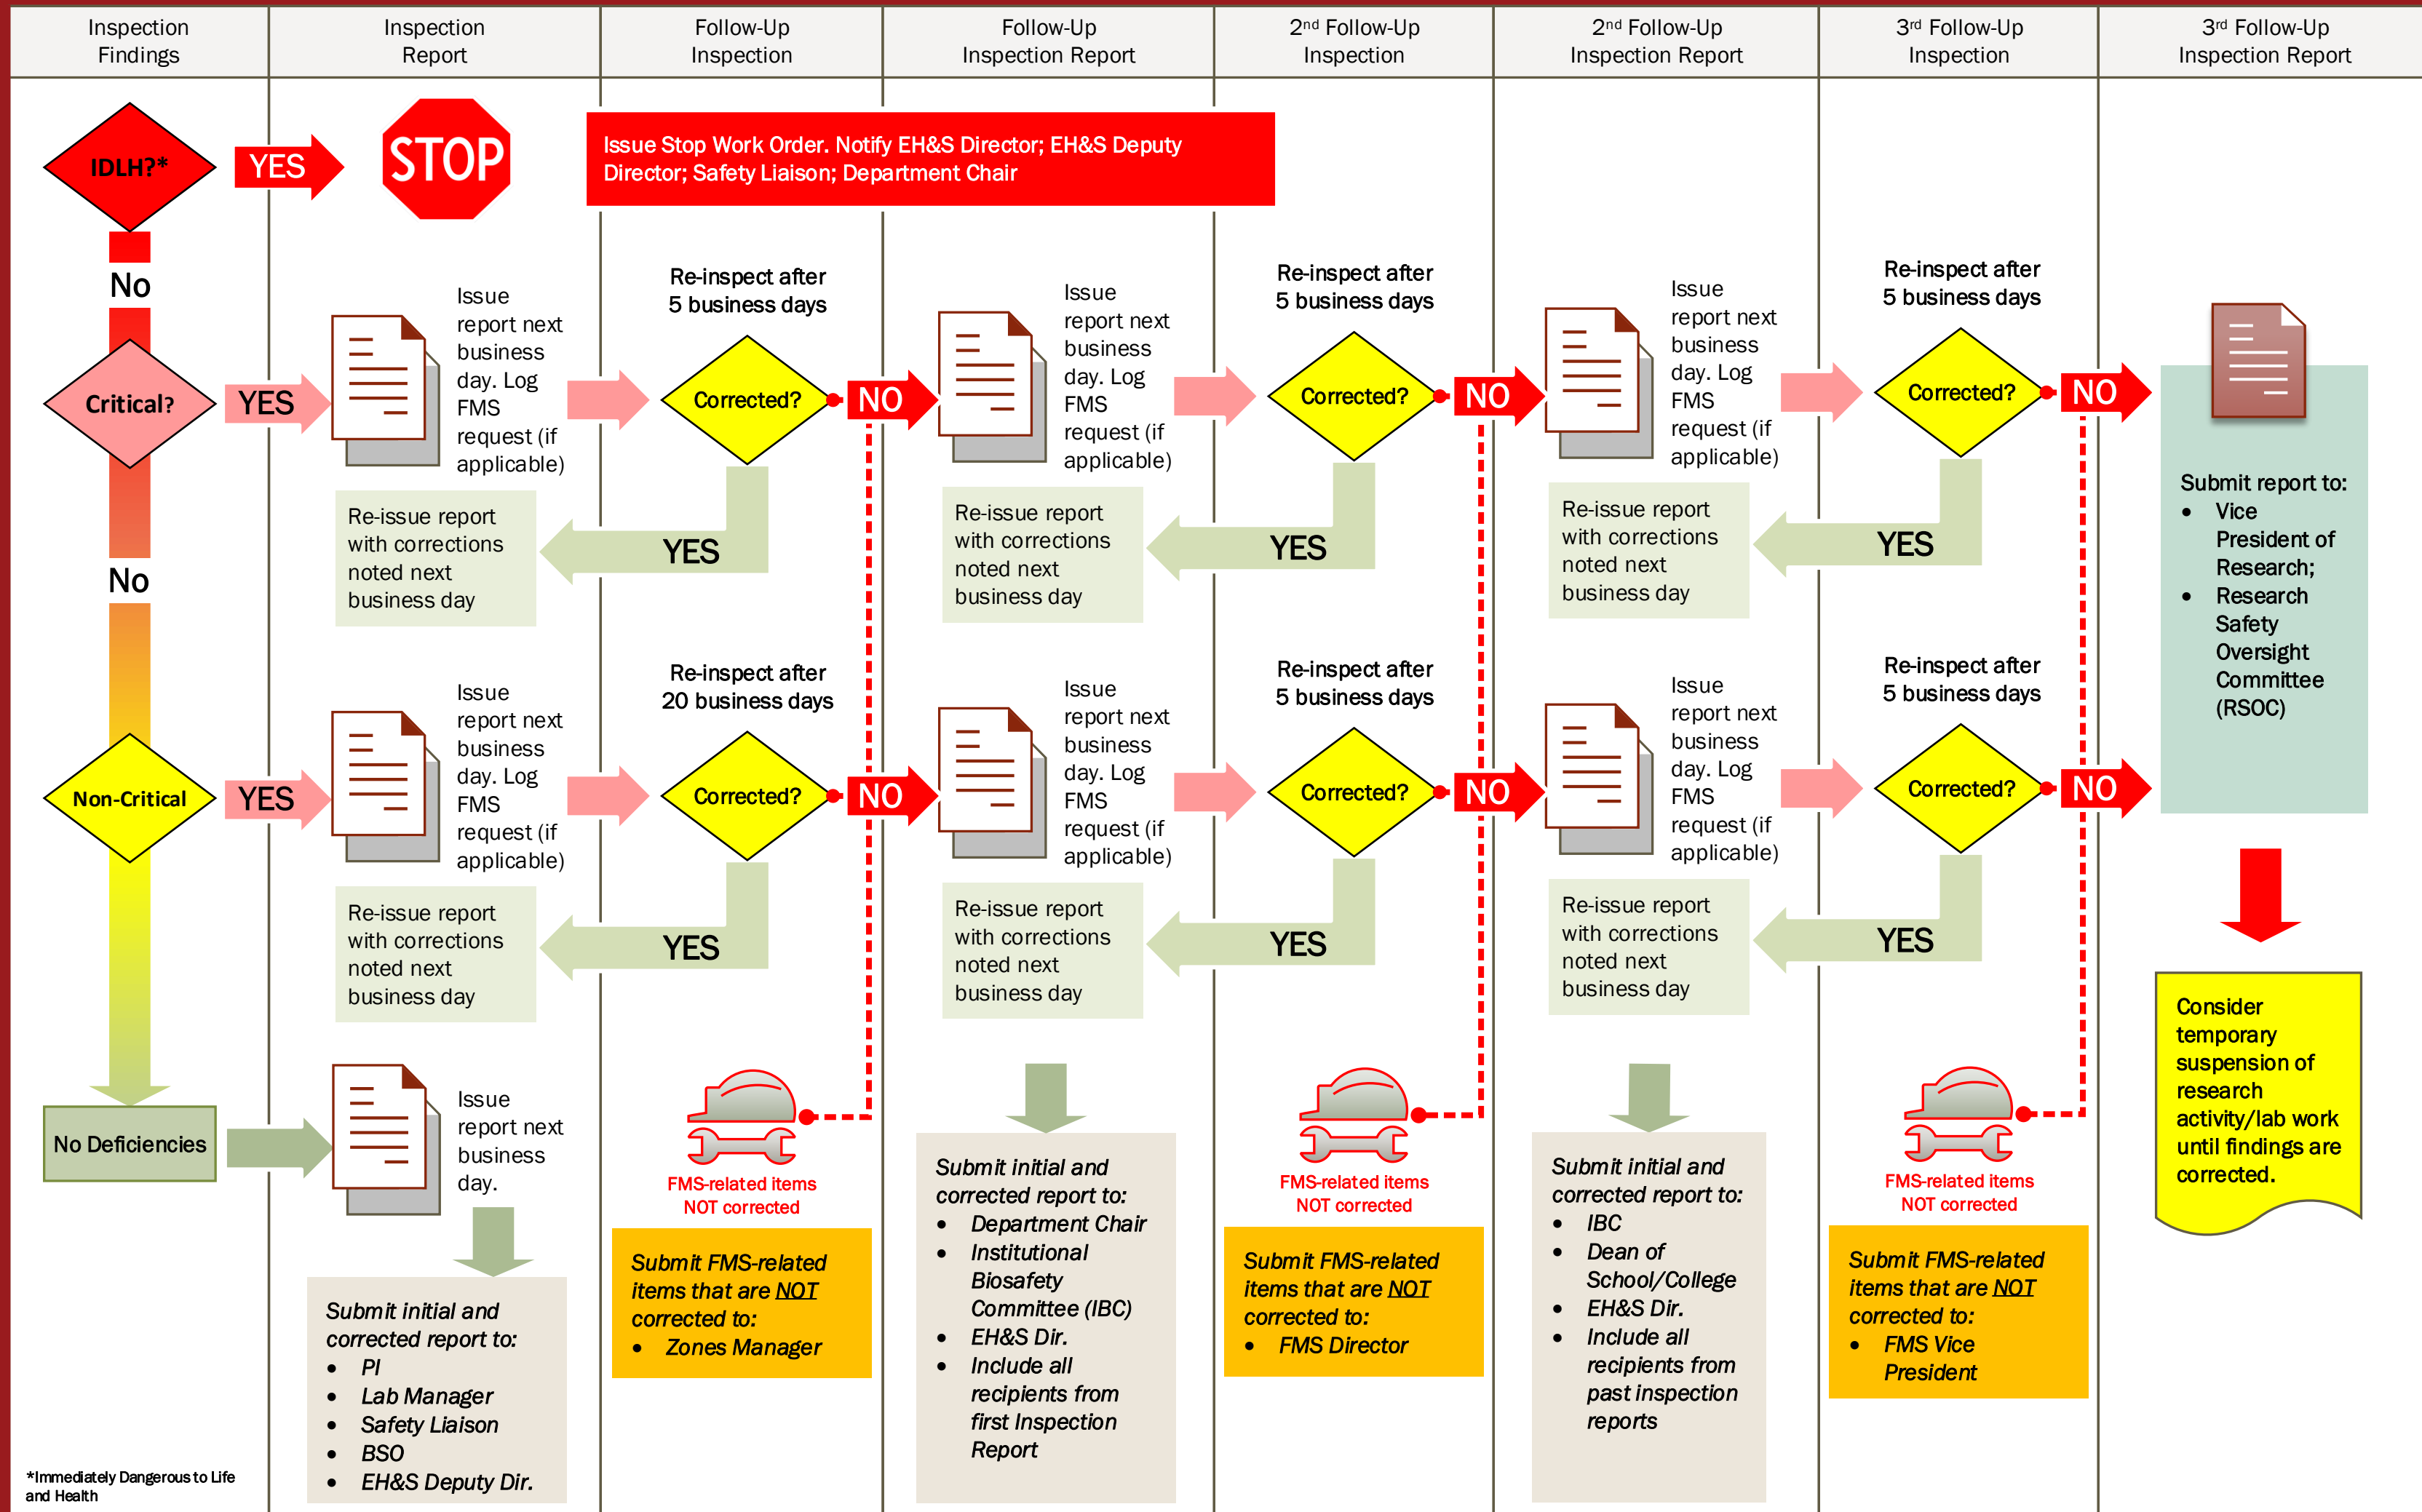 Inspection
Findings
Inspection
Report
Follow-Up
Inspection
Follow-Up
Inspection Report
2nd Follow-Up
Inspection
2nd Follow-Up
Inspection Report
3rd Follow-Up
Inspection
3rd Follow-Up
Inspection Report
IDLH?*
YES
STOP
Issue Stop Work Order. Notify EH&S Director; EH&S Deputy
Director; Safety Liaison; Department Chair
No
Critical?
YES
Issue
report next
business
day. Log
FMS
request (if
applicable)
Re-inspect after
5 business days
Corrected?
NO
YES
Re-issue report
with corrections
noted next
business day
Issue
report next
business
day. Log
FMS
request (if
applicable)
Re-inspect after
5 business days
Corrected?
NO
YES
Re-issue report
with corrections
noted next
business day
Issue
report next
business
day. Log
FMS
request (if
applicable)
Re-inspect after
5 business days
Corrected?
NO
YES
Re-issue report
with corrections
noted next
business day
Submit report to:
• Vice
President of
Research;
• Research
Safety
Oversight
Committee
(RSOC)
No
Non-Critical
YES
Issue
report next
business
day. Log
FMS
request (if
applicable)
Re-inspect after
20 business days
Corrected?
NO
YES
Re-issue report
with corrections
noted next
business day
Issue
report next
business
day. Log
FMS
request (if
applicable)
Re-inspect after
5 business days
Corrected?
NO
YES
Re-issue report
with corrections
noted next
business day
Issue
report next
business
day. Log
FMS
request (if
applicable)
Re-inspect after
5 business days
Corrected?
NO
YES
Re-issue report
with corrections
noted next
business day
Consider
temporary
suspension of
research
activity/lab work
until findings are
corrected.
No Deficiencies
Issue
report next
business
day.
Submit initial and
corrected report to:
• PI
• Lab Manager
• Safety Liaison
• BSO
• EH&S Deputy Dir.
FMS-related items
NOT corrected
Submit FMS-related
items that are NOT
corrected to:
• Zones Manager
Submit initial and
corrected report to:
• Department Chair
• Institutional
Biosafety
Committee (IBC)
• EH&S Dir.
• Include all
recipients from
first Inspection
Report
FMS-related items
NOT corrected
Submit FMS-related
items that are NOT
corrected to:
• FMS Director
Submit initial and
corrected report to:
• IBC
• Dean of
School/College
• EH&S Dir.
• Include all
recipients from
past inspection
reports
FMS-related items
NOT corrected
Submit FMS-related
items that are NOT
corrected to:
• FMS Vice
President
*Immediately Dangerous to Life
and Health